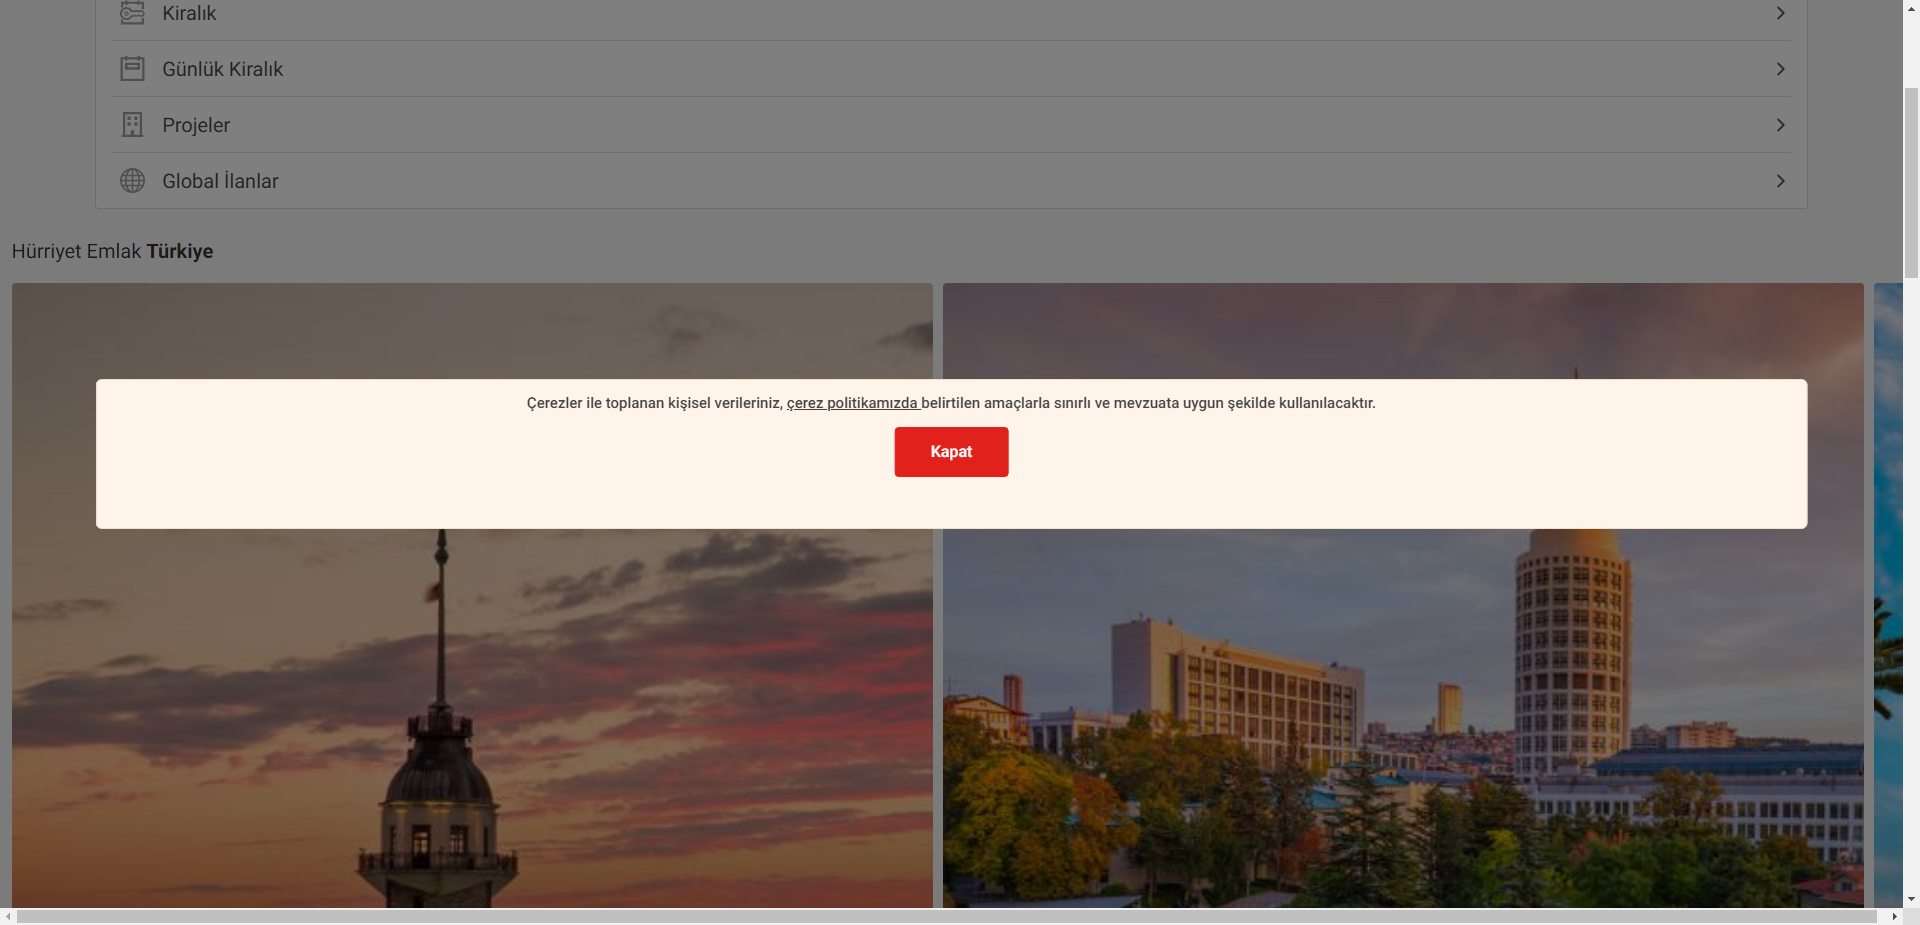 Kiralık
Günlük Kiralık
Projeler
Global İlanlar
Hürriyet Emlak Türkiye
Çerezler ile toplanan kişisel verileriniz, çerez politikamızda belirtilen amaçlarla sınırlı ve mevzuata uygun şekilde kullanılacaktır.
Kapat